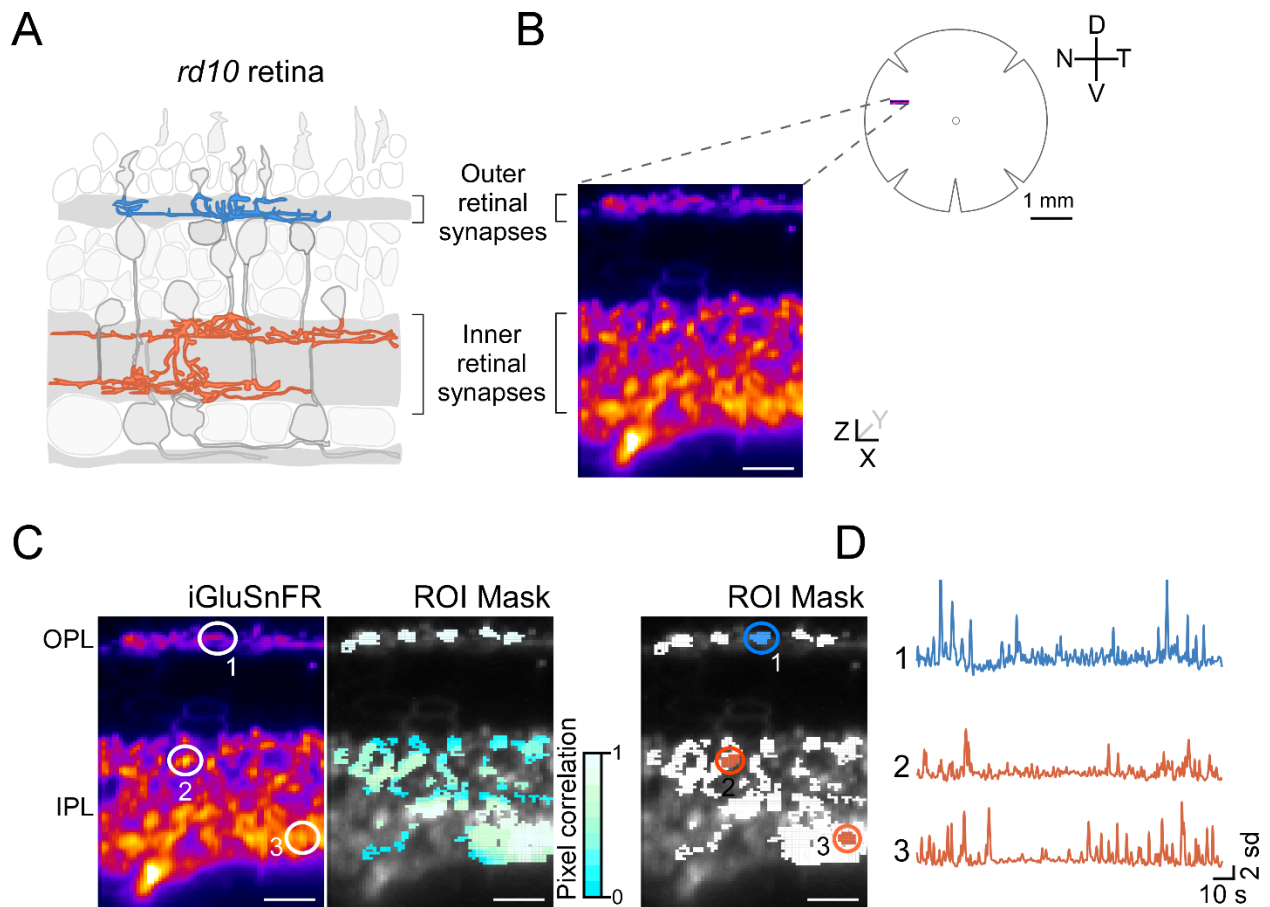 A
B
rd10 retina
D
N
T
V
1 mm
Outer
retinal
synapses
Inner
retinal
synapses
Z
Y
X
C
D
iGluSnFR
ROI Mask
ROI Mask
OPL
IPL
1
2
3
Pixel correlation
1
0
1
2
3
1
2
3
2 sd
10 s